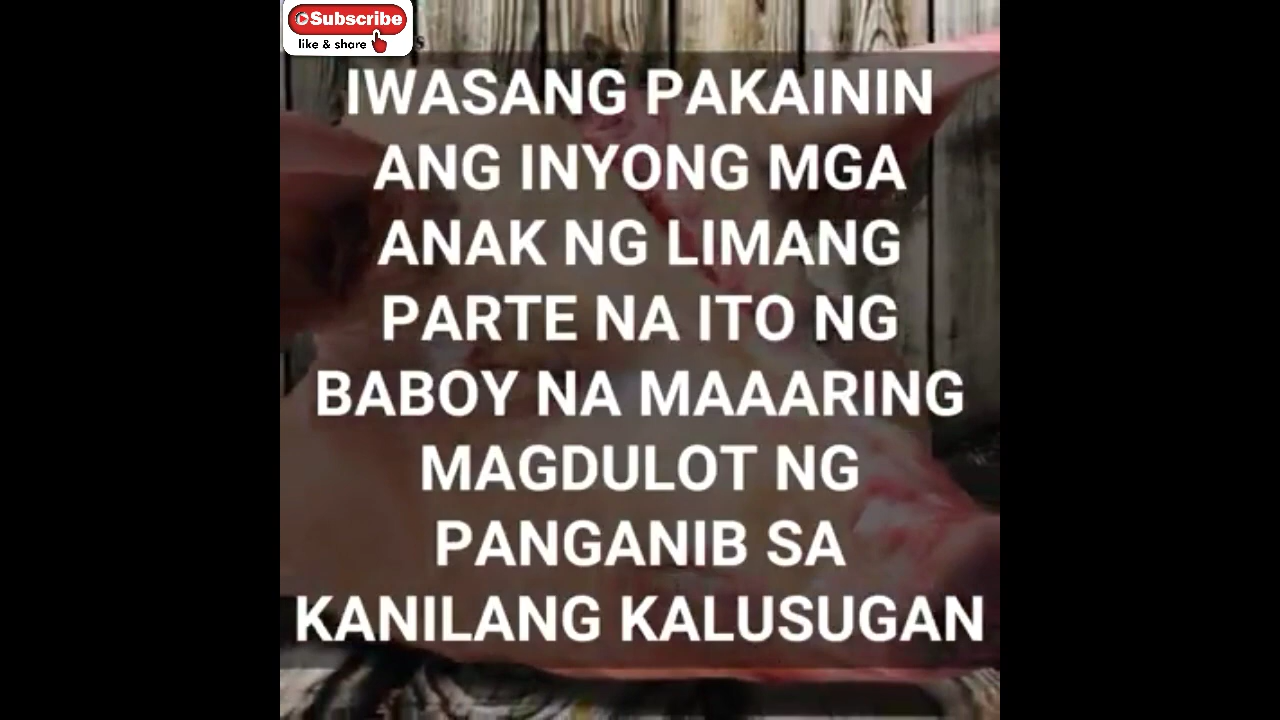 Subscribe
like & share
IWASANG PAKAININ
ANG INYONG MGA
ANAK NG LIMANG
PARTE NA ITO NG
BABOY NA MAAARING
MAGDULOT NG
PANGANIB SA
KANILANG KALUSUGAN